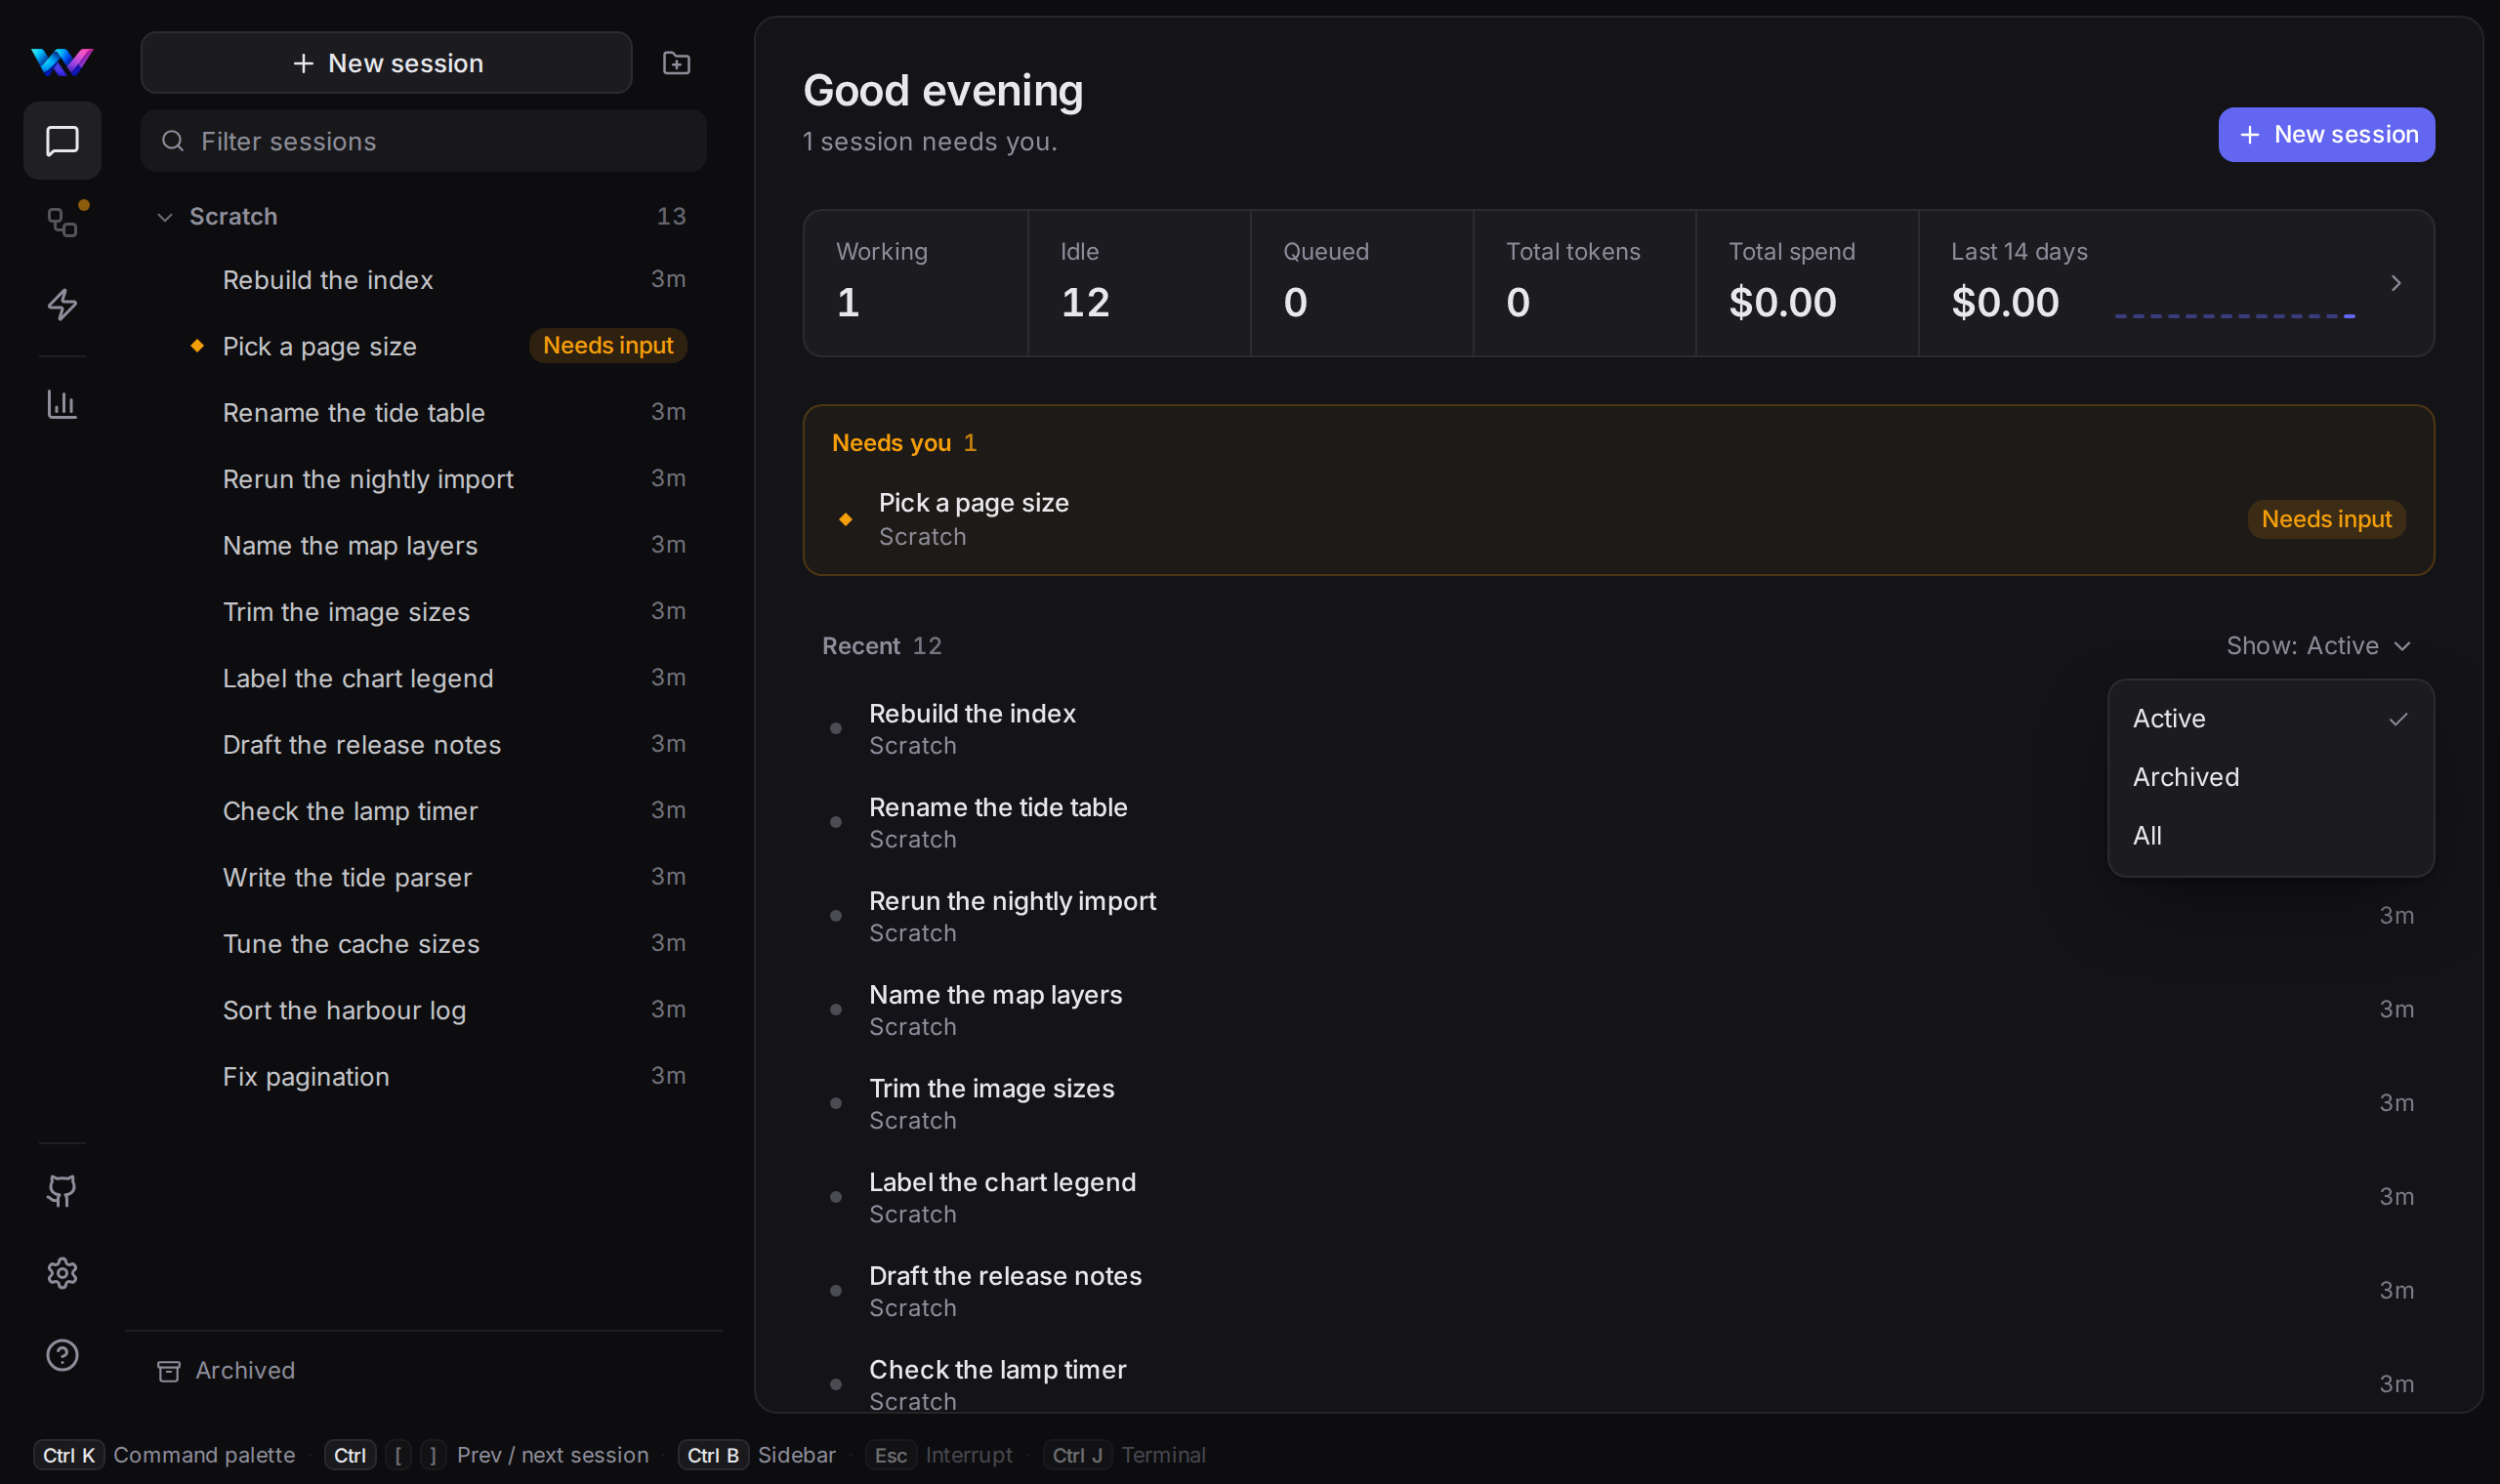 New session
Filter sessions
Scratch 13
Rebuild the index 3m
Pick a page size Needs input
Rename the tide table 3m
Rerun the nightly import 3m
Name the map layers 3m
Trim the image sizes 3m
Label the chart legend 3m
Draft the release notes 3m
Check the lamp timer 3m
Write the tide parser 3m
Tune the cache sizes 3m
Sort the harbour log 3m
Fix pagination 3m
Archived
Good evening
1 session needs you.
New session
Working
1
Idle
12
Queued
0
Total tokens
0
Total spend
$0.00
Last 14 days
$0.00
Needs you 1
Pick a page size
Scratch
Needs input
Recent 12
Show: Active
Active
Archived
All
Rebuild the index
Scratch
Rename the tide table
Scratch
Rerun the nightly import
Scratch
3m
Name the map layers
Scratch
3m
Trim the image sizes
Scratch
3m
Label the chart legend
Scratch
3m
Draft the release notes
Scratch
3m
Check the lamp timer
Scratch
3m
Ctrl K Command palette · Ctrl [ ] Prev / next session · Ctrl B Sidebar · Esc Interrupt · Ctrl J Terminal